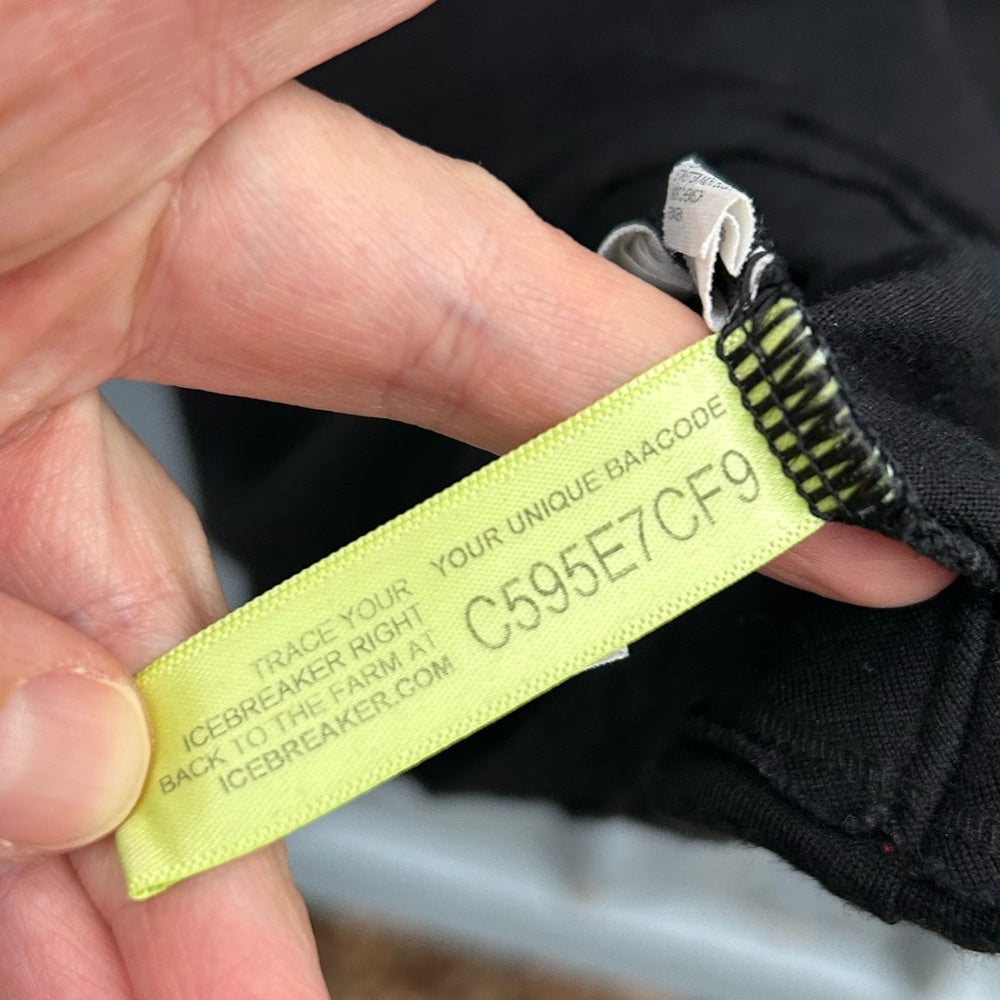 TRACE YOUR
ICEBREAKER RIGHT
BACK TO THE FARM AT
ICEBREAKER.COM
YOUR UNIQUE BAACODE
C595E7CF9